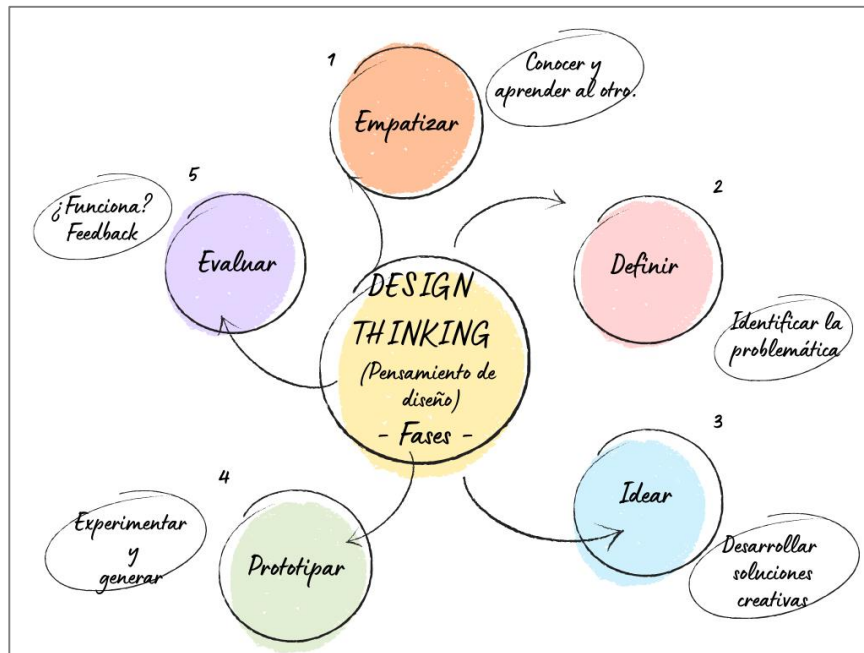 DESIGN
THINKING
(Pensamiento de
diseño)
- Fases -
1
Empatizar
Conocer y
aprender al otro.
2
Definir
Identificar la
problemática
3
Idear
Desarrollar
soluciones
creativas
4
Prototipar
Experimentar
y
generar
5
Evaluar
¿Funciona?
Feedback